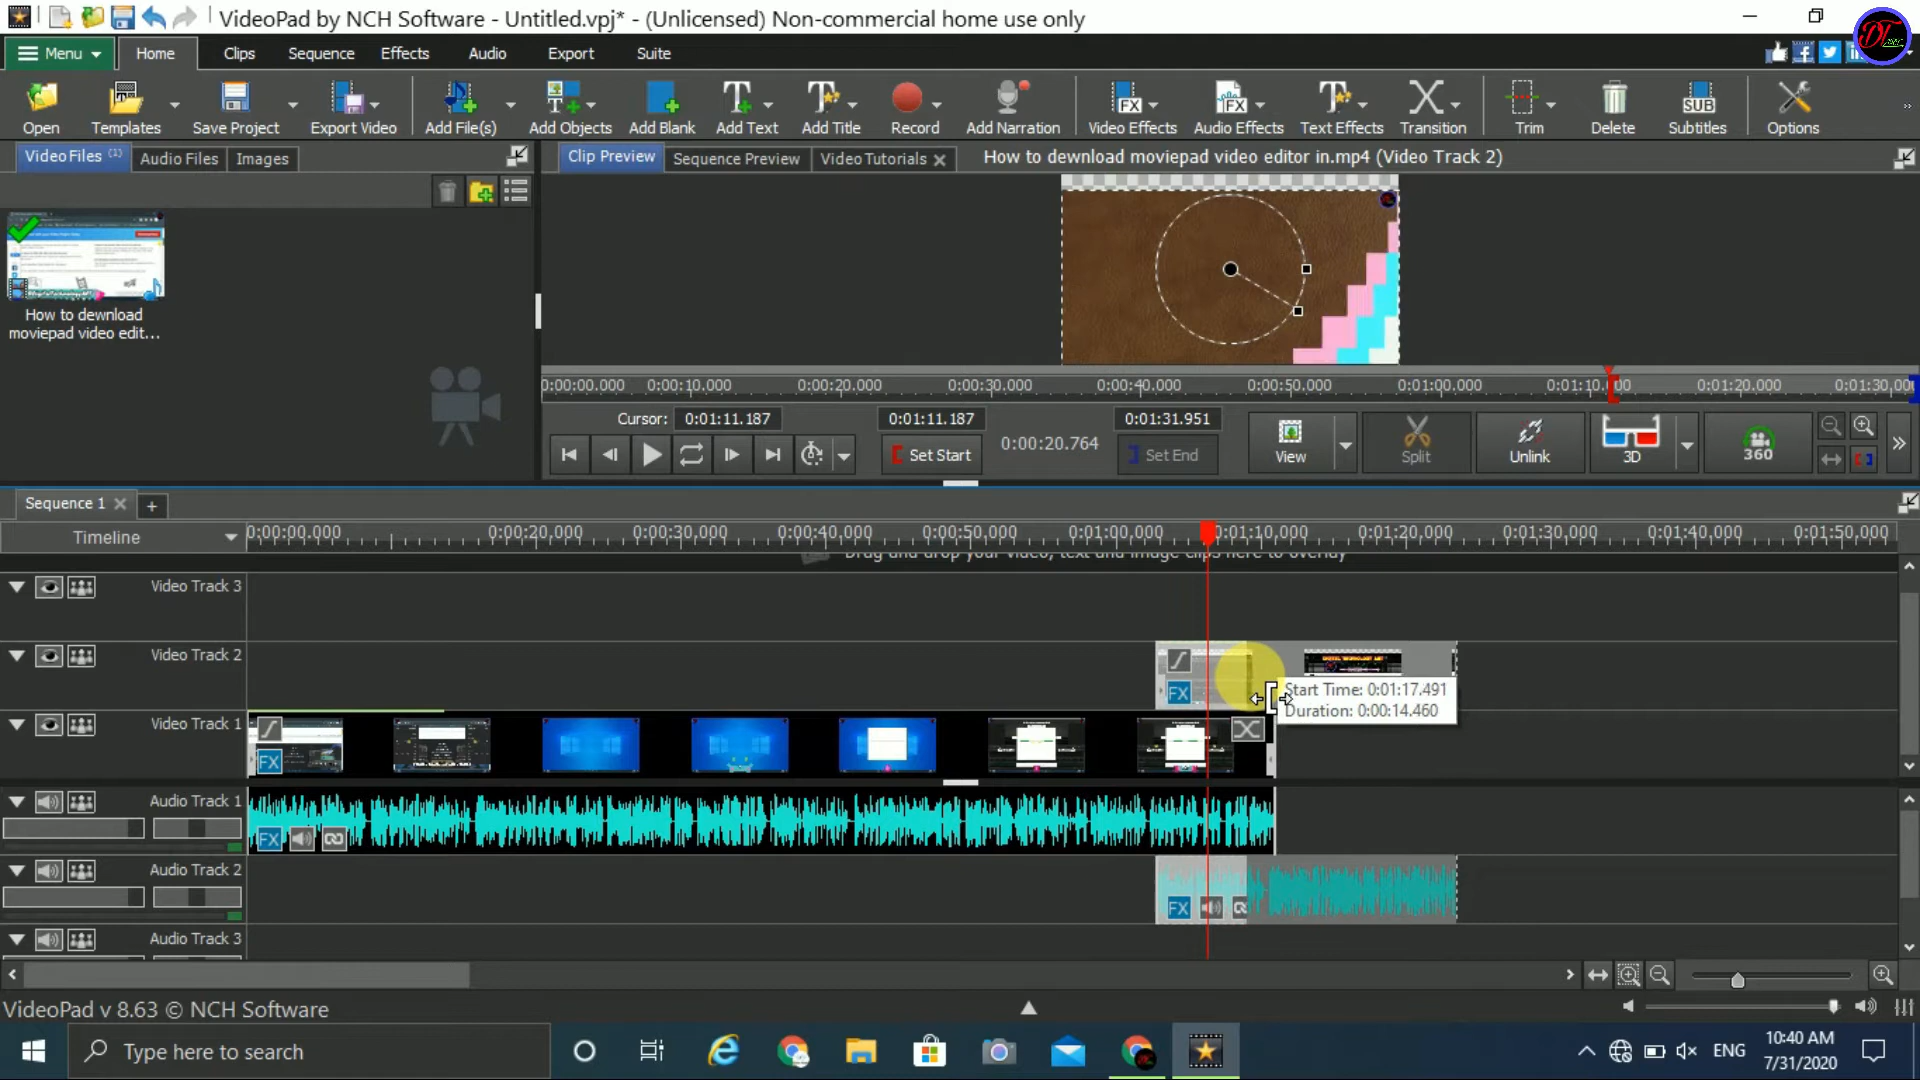 VideoPad by NCH Software - Untitled.vpj* - (Unlicensed) Non-commercial home use only
Menu Home Clips Sequence Effects Audio Export Suite
Open Templates Save Project Export Video Add File(s) Add Objects Add Blank Add Text Add Title Record Add Narration Video Effects Audio Effects Text Effects Transition Trim Delete Subtitles Options
Video Files (1) Audio Files Images
Clip Preview Sequence Preview Video Tutorials How to dewnload moviepad video editor in.mp4 (Video Track 2)
How to dewnload
moviepad video edit...
0:00:00.000 0:00:10.000 0:00:20.000 0:00:30.000 0:00:40.000 0:00:50.000 0:01:00.000 0:01:10.000 0:01:20.000 0:01:30.000
Cursor: 0:01:11.187 0:01:11.187 0:01:31.951
Set Start 0:00:20.764 Set End
View Split Unlink 3D 360
Sequence 1
Timeline 0:00:00,000 0:00:20,000 0:00:30,000 0:00:40,000 0:00:50,000 0:01:00,000 0:01:10,000 0:01:20,000 0:01:30,000 0:01:40,000 0:01:50,000
Drag and drop your video, text and image clips here to overlay
Video Track 3
Video Track 2
Start Time: 0:01:17.491
Duration: 0:00:14.460
Video Track 1
Audio Track 1
Audio Track 2
Audio Track 3
VideoPad v 8.63 © NCH Software
Type here to search
ENG
10:40 AM
7/31/2020